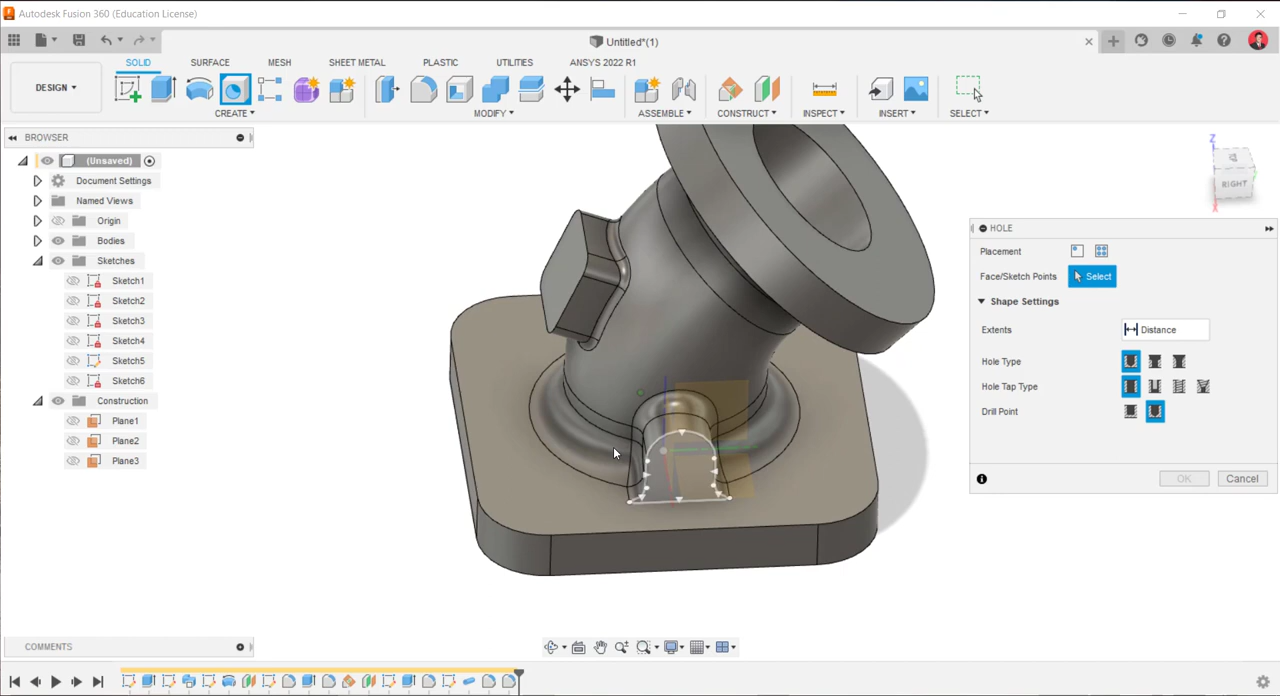 Autodesk Fusion 360 (Education License)
Untitled*(1)
SOLID SURFACE MESH SHEET METAL PLASTIC UTILITIES ANSYS 2022 R1
DESIGN
CREATE MODIFY ASSEMBLE CONSTRUCT INSPECT INSERT SELECT
BROWSER
(Unsaved)
Document Settings
Named Views
Origin
Bodies
Sketches
Sketch1
Sketch2
Sketch3
Sketch4
Sketch5
Sketch6
Construction
Plane1
Plane2
Plane3
Z
RIGHT
X
HOLE
Placement
Face/Sketch Points Select
Shape Settings
Extents Distance
Hole Type
Hole Tap Type
Drill Point
OK Cancel
COMMENTS